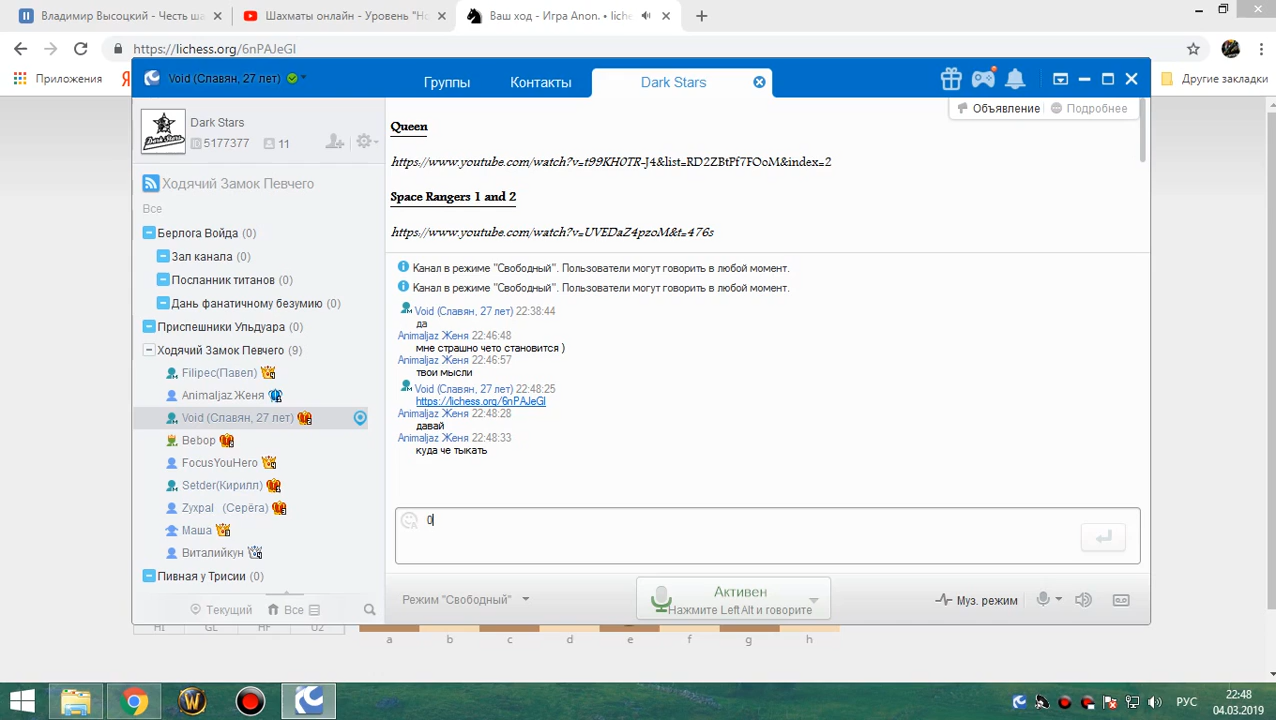 Владимир Высоцкий - Честь ша
Шахматы онлайн - Уровень "Но
Ваш ход - Игра Anon. • liche
https://lichess.org/6nPAJeGI
Приложения
Я
Другие закладки
Void (Славян, 27 лет)
Группы
Контакты
Dark Stars
Dark Stars
5177377
11
Объявление
Подробнее
Queen
https://www.youtube.com/watch?v=t99KH0TR-J4&list=RD2ZBtPf7FOoM&index=2
Space Rangers 1 and 2
https://www.youtube.com/watch?v=UVEDaZ4pzoM&t=476s
Ходячий Замок Певчего
Все
Берлога Войда (0)
Зал канала (0)
Посланник титанов (0)
Дань фанатичному безумию (0)
Приспешники Ульдуара (0)
Ходячий Замок Певчего (9)
Filipec(Павел)
Animaljaz Женя
Void (Славян, 27 лет)
Bebop
FocusYouHero
Setder(Кирилл)
Zyxpal (Серёга)
Маша
Виталийкун
Пивная у Трисии (0)
Текущий
Все
Канал в режиме "Свободный". Пользователи могут говорить в любой момент.
Канал в режиме "Свободный". Пользователи могут говорить в любой момент.
Void (Славян, 27 лет) 22:38:44
да
Animaljaz Женя 22:46:48
мне страшно чето становится )
Animaljaz Женя 22:46:57
твои мысли
Void (Славян, 27 лет) 22:48:25
https://lichess.org/6nPAJeGI
Animaljaz Женя 22:48:28
давай
Animaljaz Женя 22:48:33
куда че тыкать
0
Режим "Свободный"
Активен
Нажмите Left Alt и говорите
Муз. режим
a b c d e f g h
РУС
22:48
04.03.2019